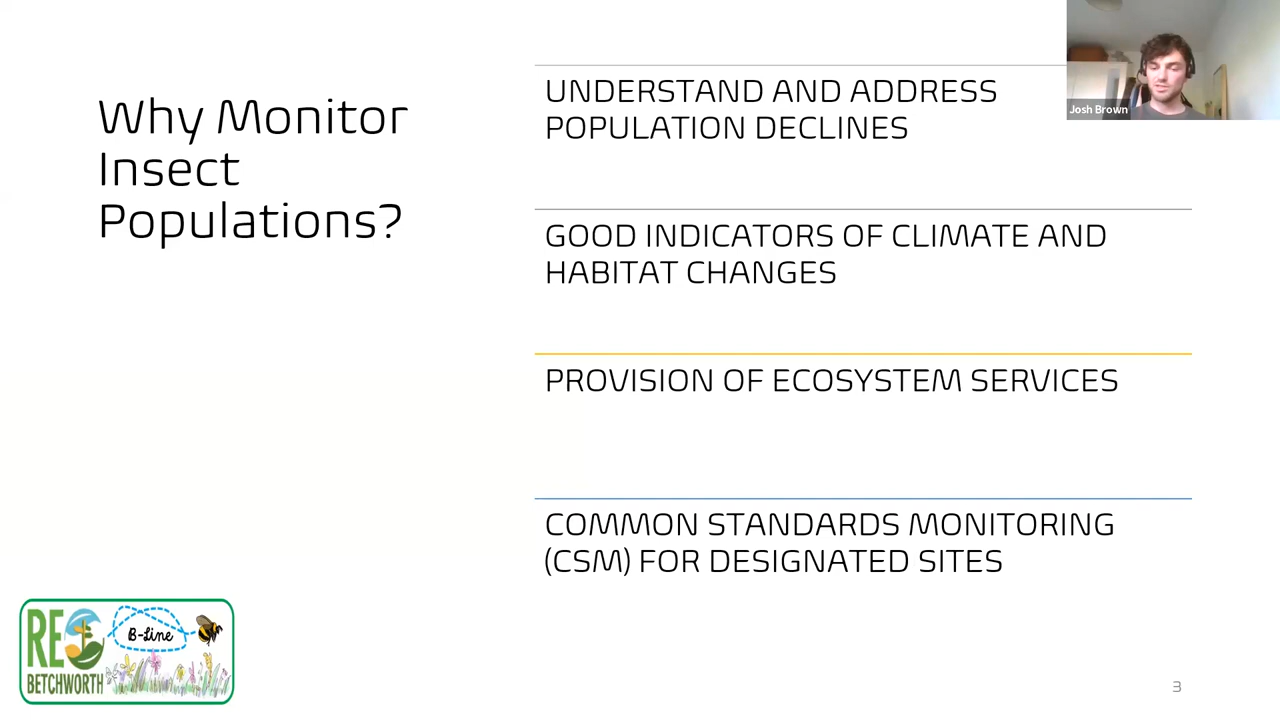 Why Monitor
Insect
Populations?
UNDERSTAND AND ADDRESS
POPULATION DECLINES
GOOD INDICATORS OF CLIMATE AND
HABITAT CHANGES
PROVISION OF ECOSYSTEM SERVICES
COMMON STANDARDS MONITORING
(CSM) FOR DESIGNATED SITES
Josh Brown
RE
BETCHWORTH
B-Line
3